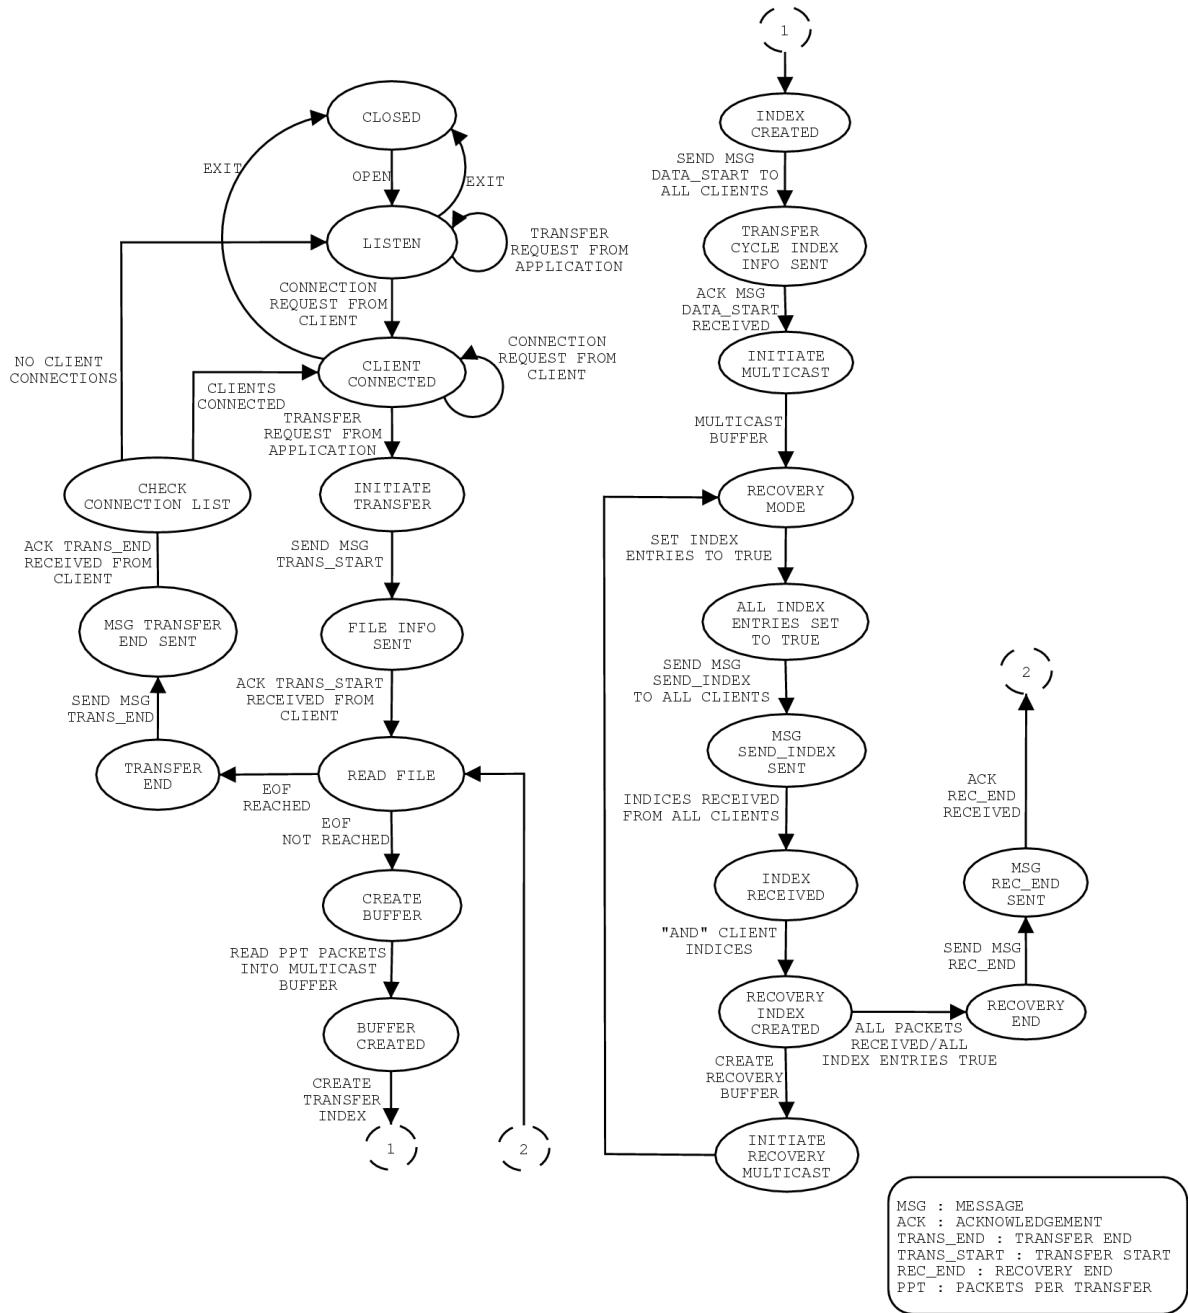 1
CLOSED
EXIT
OPEN
EXIT
LISTEN
TRANSFER
REQUEST FROM
APPLICATION
CONNECTION
REQUEST FROM
CLIENT
NO CLIENT
CONNECTIONS
CLIENT
CONNECTED
CONNECTION
REQUEST FROM
CLIENT
CLIENTS
CONNECTED
TRANSFER
REQUEST FROM
APPLICATION
CHECK
CONNECTION LIST
INITIATE
TRANSFER
ACK TRANS_END
RECEIVED FROM
CLIENT
SEND MSG
TRANS_START
MSG TRANSFER
END SENT
FILE INFO
SENT
SEND MSG
TRANS_END
ACK TRANS_START
RECEIVED FROM
CLIENT
TRANSFER
END
EOF
REACHED
READ FILE
EOF
NOT REACHED
CREATE
BUFFER
READ PPT PACKETS
INTO MULTICAST
BUFFER
BUFFER
CREATED
CREATE
TRANSFER
INDEX
1
2
INDEX
CREATED
SEND MSG
DATA_START TO
ALL CLIENTS
TRANSFER
CYCLE INDEX
INFO SENT
ACK MSG
DATA_START
RECEIVED
INITIATE
MULTICAST
MULTICAST
BUFFER
RECOVERY
MODE
SET INDEX
ENTRIES TO TRUE
ALL INDEX
ENTRIES SET
TO TRUE
SEND MSG
SEND_INDEX
TO ALL CLIENTS
MSG
SEND_INDEX
SENT
INDICES RECEIVED
FROM ALL CLIENTS
INDEX
RECEIVED
"AND" CLIENT
INDICES
RECOVERY
INDEX
CREATED
ALL PACKETS
RECEIVED/ALL
INDEX ENTRIES TRUE
CREATE
RECOVERY
BUFFER
INITIATE
RECOVERY
MULTICAST
2
ACK
REC_END
RECEIVED
MSG
REC_END
SENT
SEND MSG
REC_END
RECOVERY
END
MSG : MESSAGE
ACK : ACKNOWLEDGEMENT
TRANS_END : TRANSFER END
TRANS_START : TRANSFER START
REC_END : RECOVERY END
PPT : PACKETS PER TRANSFER